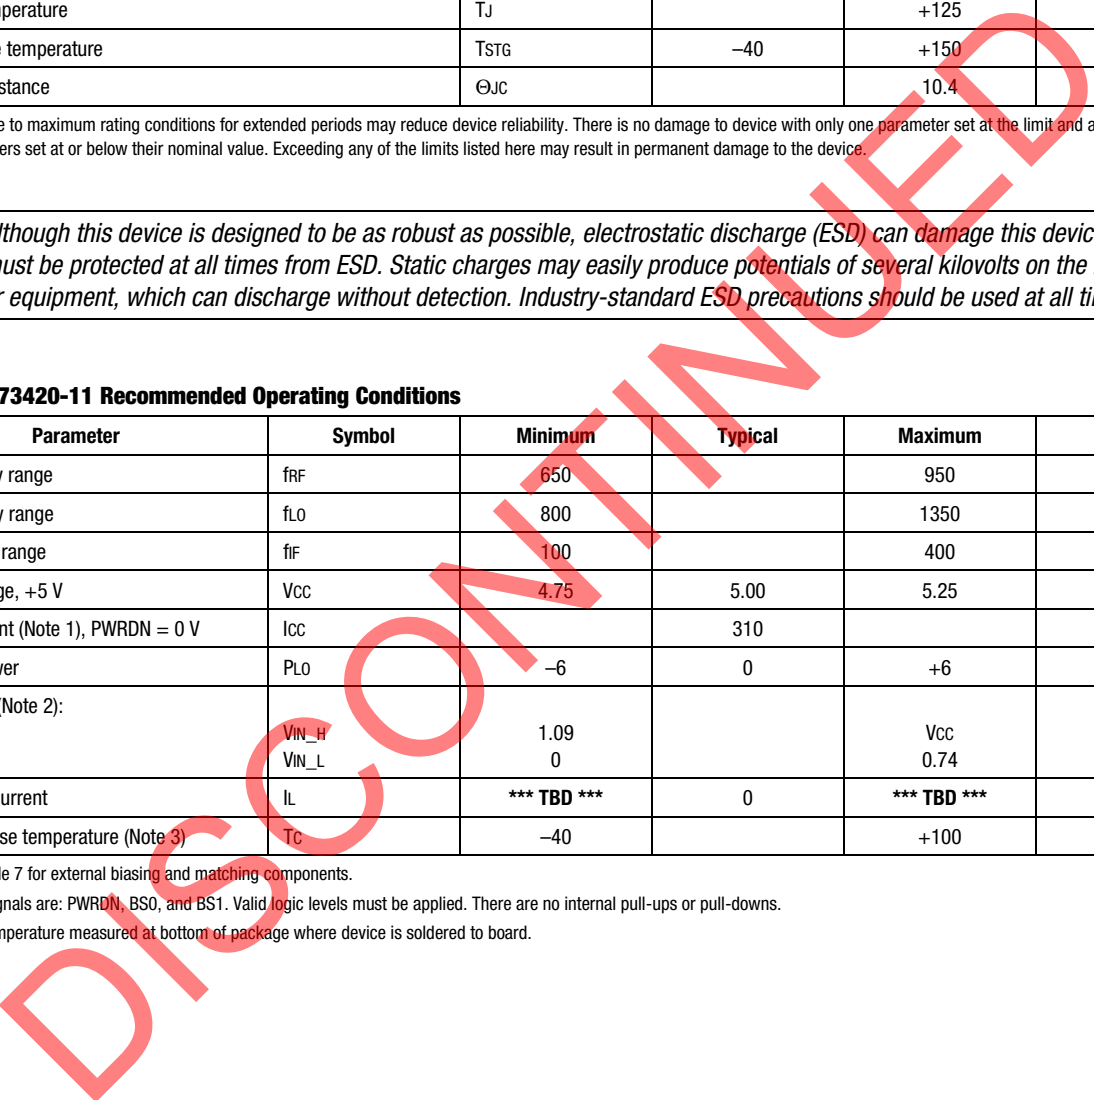 perature TJ +125
e temperature TSTG –40 +150
stance ΘJC 10.4
e to maximum rating conditions for extended periods may reduce device reliability. There is no damage to device with only one parameter set at the limit and a
ers set at or below their nominal value. Exceeding any of the limits listed here may result in permanent damage to the device.
lthough this device is designed to be as robust as possible, electrostatic discharge (ESD) can damage this devic
must be protected at all times from ESD. Static charges may easily produce potentials of several kilovolts on the
r equipment, which can discharge without detection. Industry-standard ESD precautions should be used at all ti
73420-11 Recommended Operating Conditions
Parameter Symbol Minimum Typical Maximum
y range fRF 650 950
y range fLO 800 1350
range fIF 100 400
ge, +5 V VCC 4.75 5.00 5.25
nt (Note 1), PWRDN = 0 V ICC 310
ver PLO –6 0 +6
(Note 2):
VIN_H 1.09 VCC
VIN_L 0 0.74
urrent IL *** TBD *** 0 *** TBD ***
se temperature (Note 3) TC –40 +100
le 7 for external biasing and matching components.
gnals are: PWRDN, BS0, and BS1. Valid logic levels must be applied. There are no internal pull-ups or pull-downs.
mperature measured at bottom of package where device is soldered to board.
DISCONTINUED